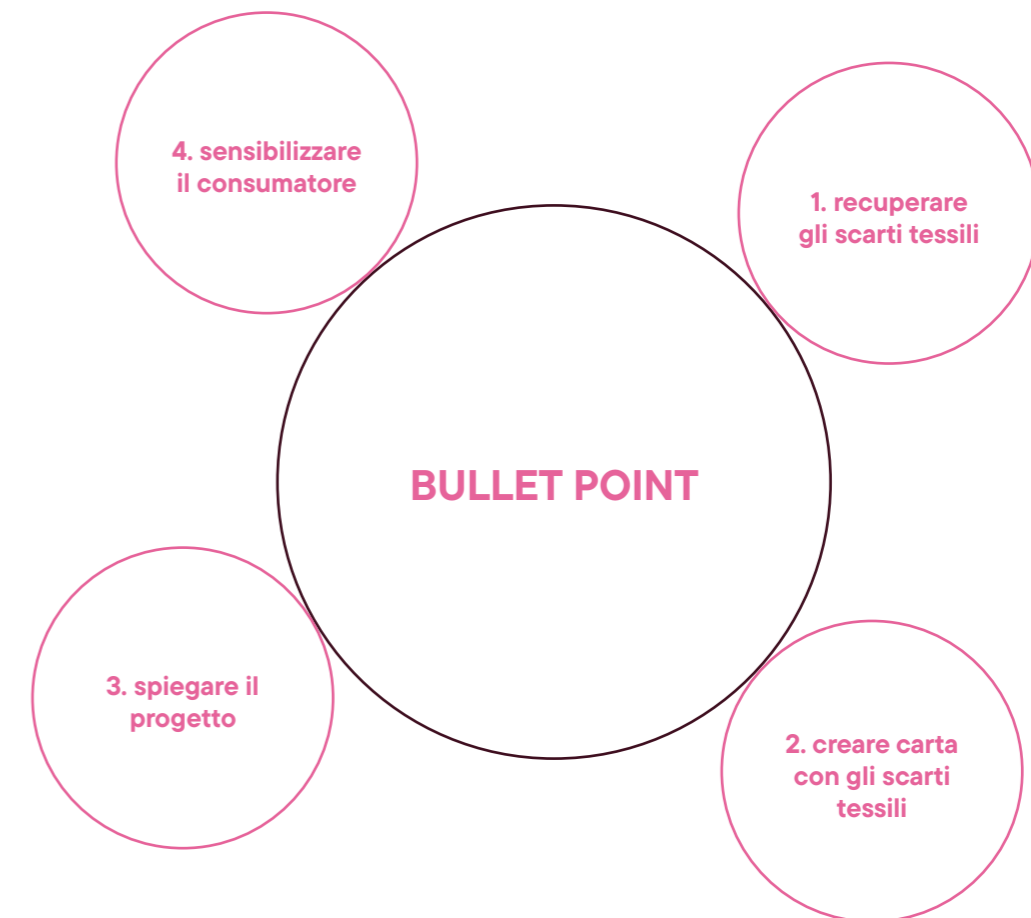 BULLET POINT
1. recuperare
gli scarti tessili
2. creare carta
con gli scarti
tessili
3. spiegare il
progetto
4. sensibilizzare
il consumatore